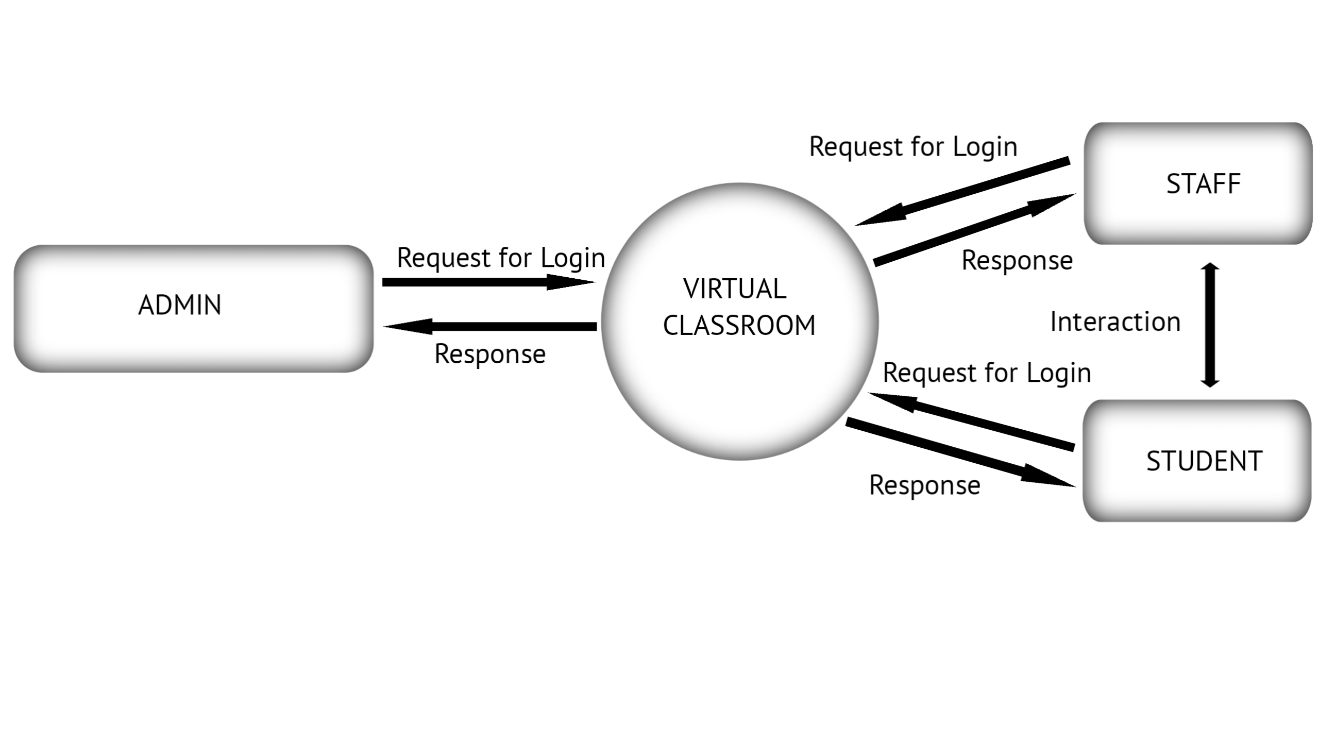 ADMIN
Request for Login
Response
VIRTUAL
CLASSROOM
Request for Login
Response
STAFF
Interaction
Request for Login
Response
STUDENT